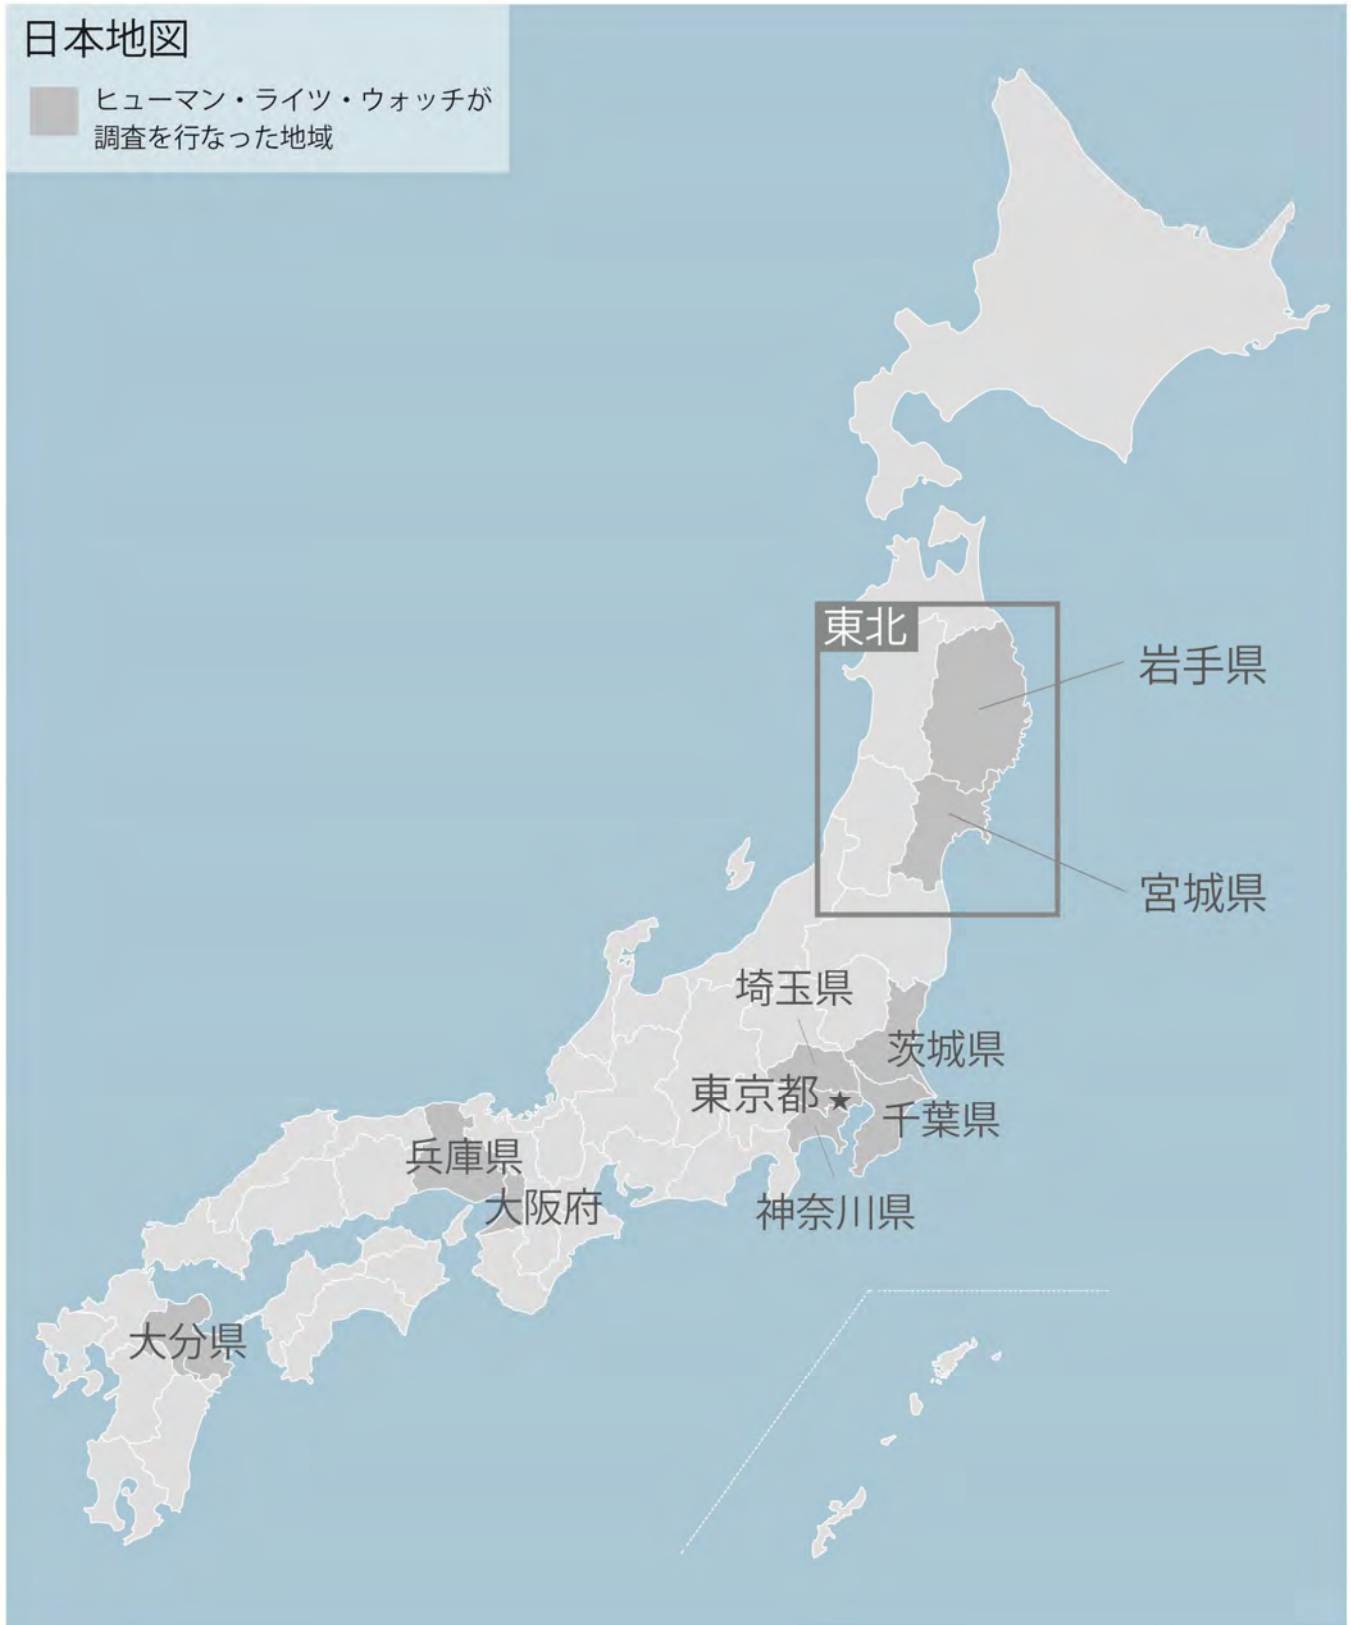 日本地図
ヒューマン・ライツ・ウォッチが
調査を行なった地域
東北
岩手県
宮城県
埼玉県
茨城県
東京都
千葉県
兵庫県
大阪府
神奈川県
大分県